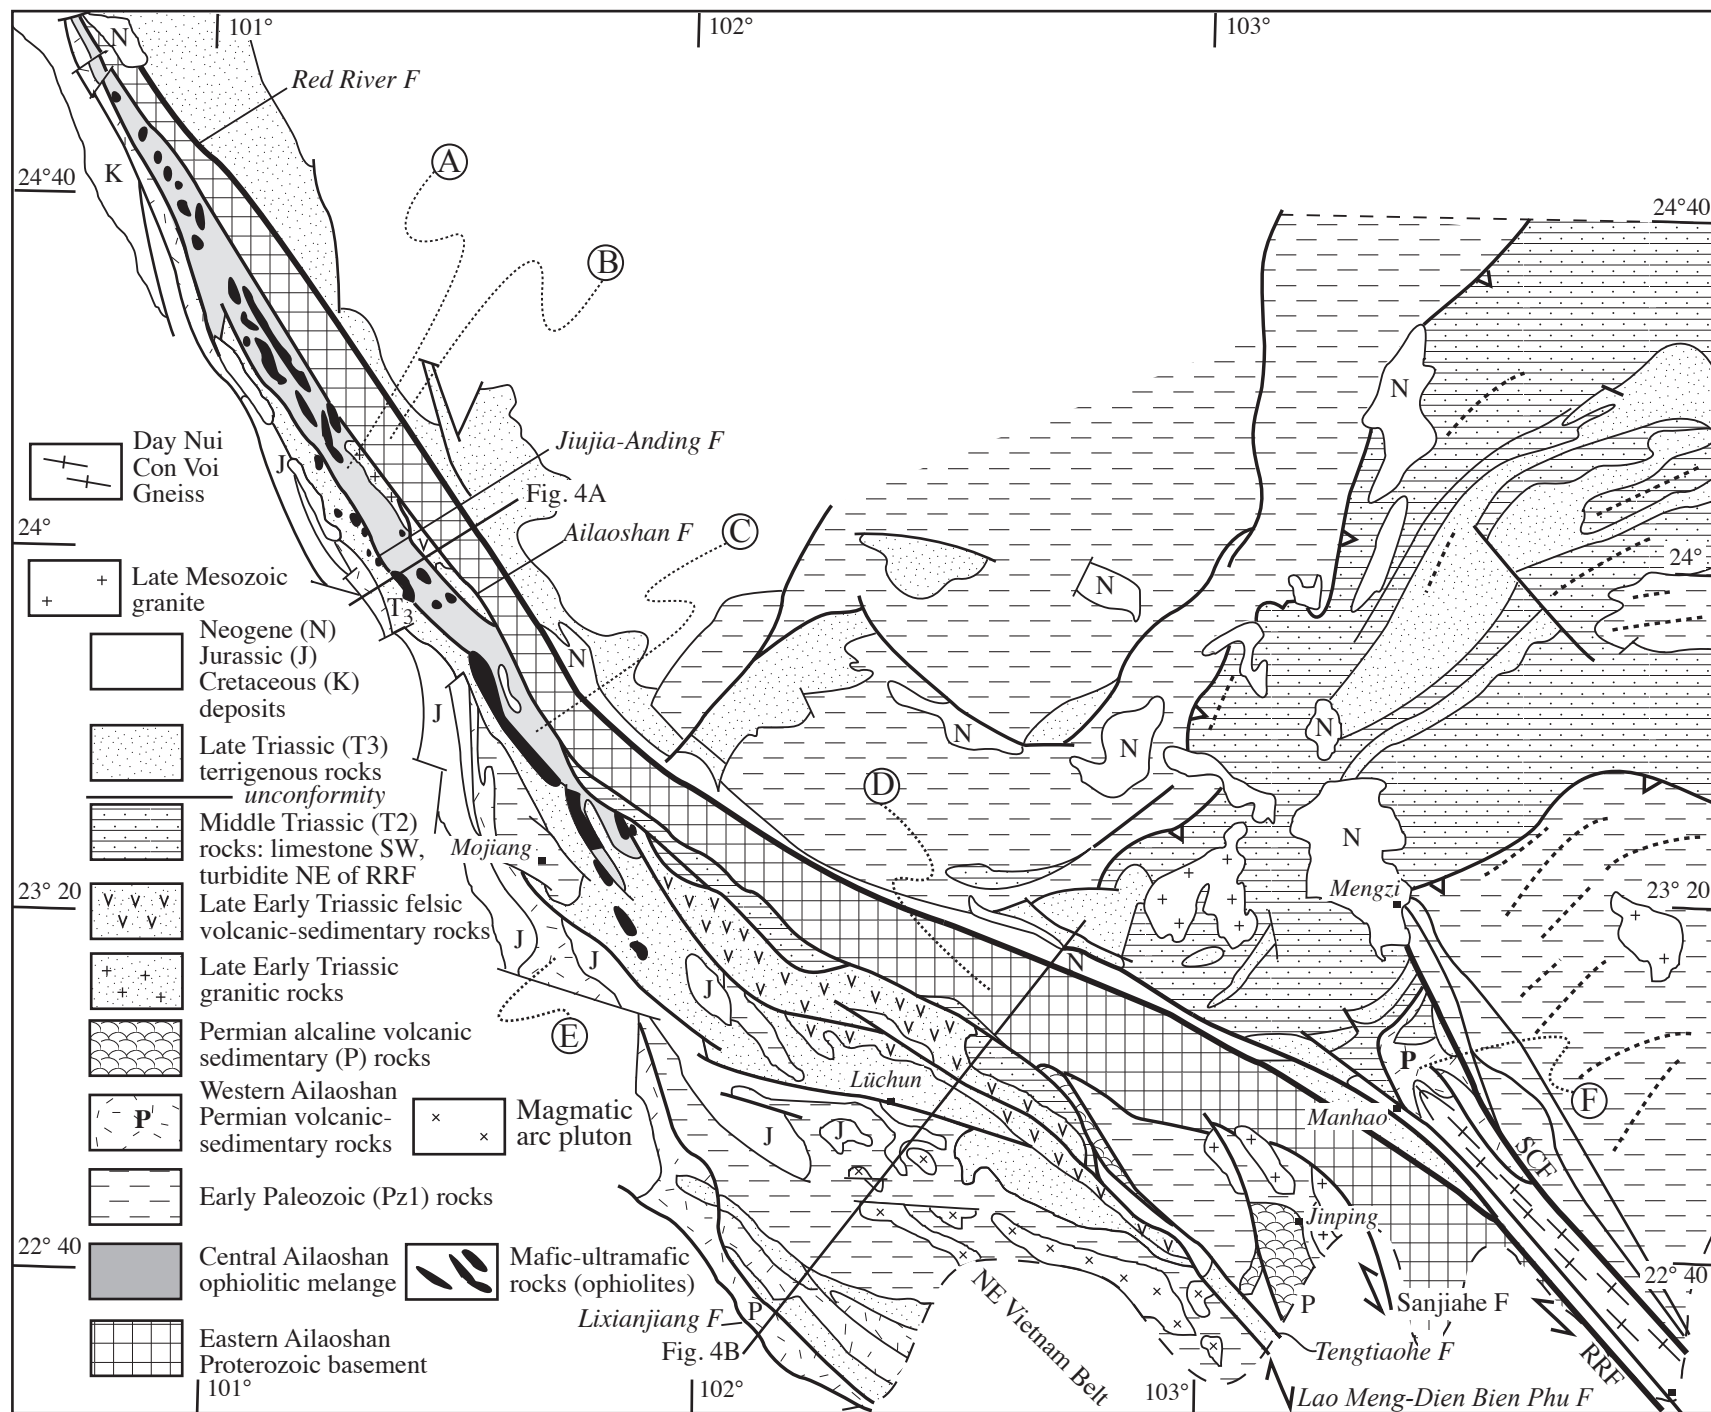 101°
102°
103°
N
Red River F
A
24°40
K
24°40
B
N
Jiujia-Anding F
Day Nui
Con Voi
Gneiss
J
Fig. 4A
24°
Ailaoshan F
C
24°
Late Mesozoic
granite
N
T3
Neogene (N)
Jurassic (J)
Cretaceous (K)
deposits
N
J
N
N
N
Late Triassic (T3)
terrigenous rocks
unconformity
D
Middle Triassic (T2)
rocks: limestone SW,
turbidite NE of RRF
Mojiang
N
Mengzi
23° 20
23° 20
Late Early Triassic felsic
volcanic-sedimentary rocks
J
J
N
Late Early Triassic
granitic rocks
J
Permian alcaline volcanic
sedimentary (P) rocks
E
P
Lüchun
F
Western Ailaoshan
Permian volcanic-
sedimentary rocks
P
Magmatic
arc pluton
Manhao
J
J
SCF
Early Paleozoic (Pz1) rocks
Jinping
22° 40
Central Ailaoshan
ophiolitic melange
Mafic-ultramafic
rocks (ophiolites)
22° 40
NE Vietnam Belt
P
Sanjiahe F
Lixianjiang F
P
Eastern Ailaoshan
Proterozoic basement
Fig. 4B
Tengtiaohe F
RRF
101°
102°
103°
Lao Meng-Dien Bien Phu F